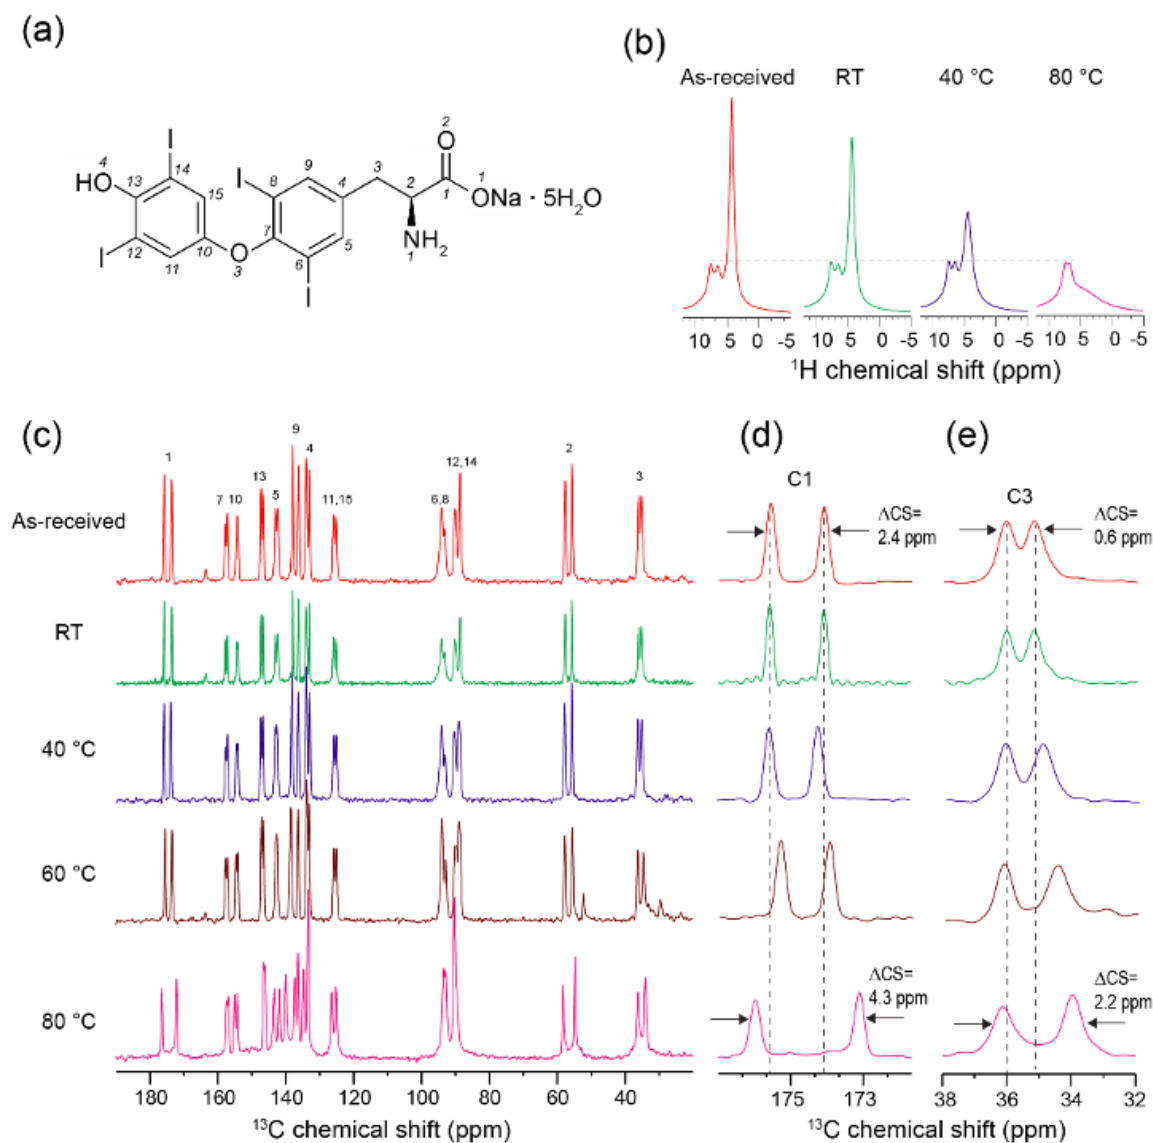 (a)
O
2
I
4
HO
13
14
15
12
I
11
10
O
3
I
8
9
7
6
I
5
4
3
2
1
1
ONa · 5H₂O
NH₂
1
(b)
As-received RT 40 °C 80 °C
10 5 0 -5 10 5 0 -5 10 5 0 -5 10 5 0 -5
¹H chemical shift (ppm)
(c)
As-received
RT
40 °C
60 °C
80 °C
1
7 10
13
5
9
4
11,15
6,8
12,14
2
3
180 160 140 120 100 80 60 40
¹³C chemical shift (ppm)
(d)
C1
ΔCS=
2.4 ppm
ΔCS=
4.3 ppm
175 173
(e)
C3
ΔCS=
0.6 ppm
ΔCS=
2.2 ppm
38 36 34 32
¹³C chemical shift (ppm)